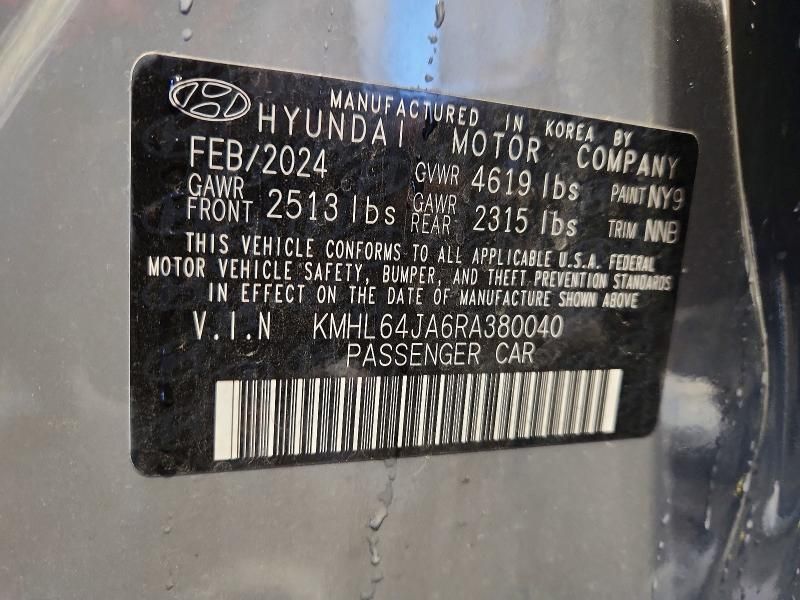 MANUFACTURED IN KOREA BY
HYUNDAI MOTOR COMPANY
FEB/2024 GVWR 4619 lbs PAINT NY9
GAWR FRONT 2513 lbs GAWR REAR 2315 lbs TRIM NNB
THIS VEHICLE CONFORMS TO ALL APPLICABLE U.S.A. FEDERAL
MOTOR VEHICLE SAFETY, BUMPER, AND THEFT PREVENTION STANDARDS
IN EFFECT ON THE DATE OF MANUFACTURE SHOWN ABOVE
V.I.N KMHL64JA6RA380040
PASSENGER CAR